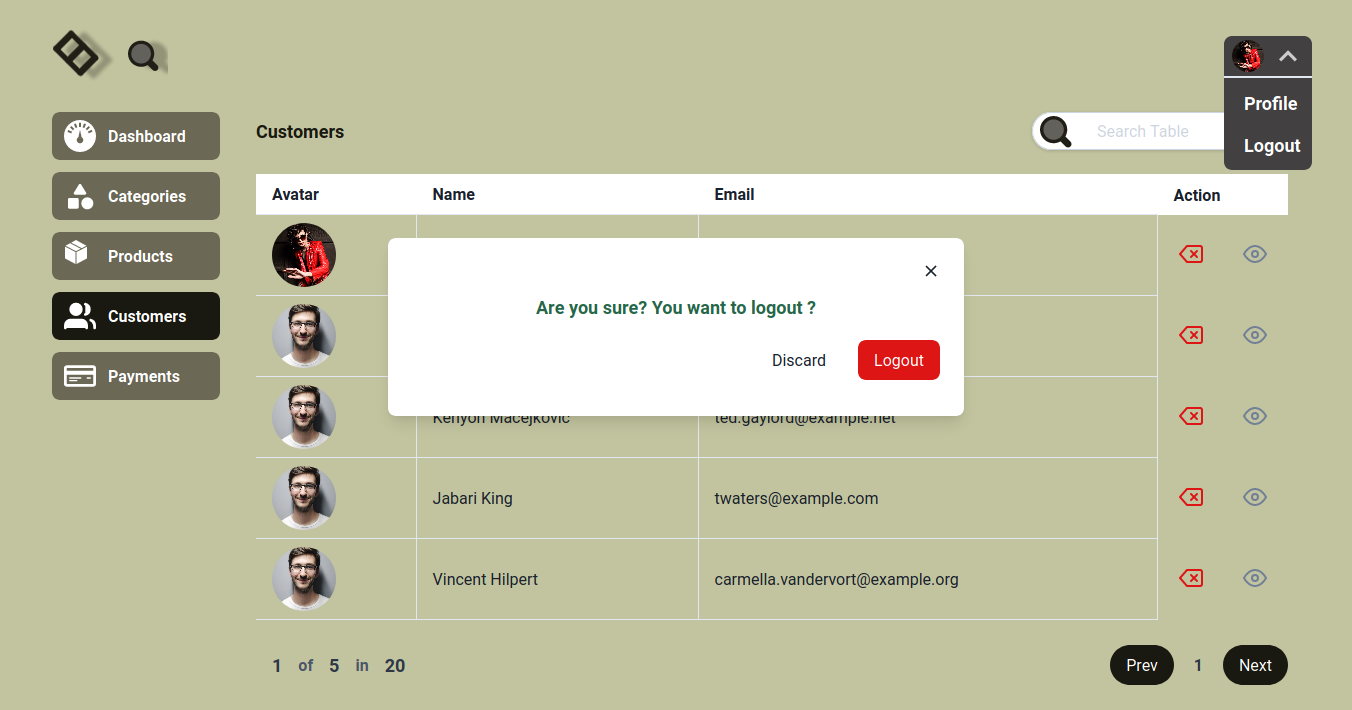 Profile
Logout
Dashboard
Categories
Products
Customers
Payments
Customers
Search Table
Avatar Name Email Action
Are you sure? You want to logout ?
Discard Logout
Kenyon Macejkovic ted.gaylord@example.net
Jabari King twaters@example.com
Vincent Hilpert carmella.vandervort@example.org
1 of 5 in 20
Prev 1 Next